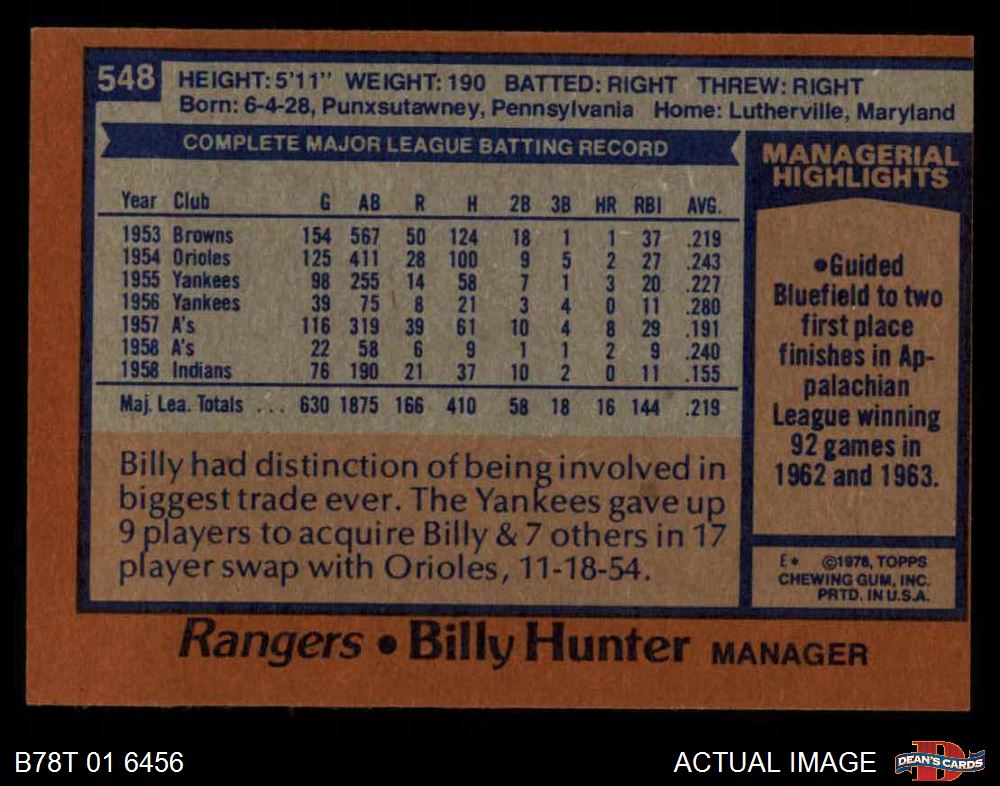 548 HEIGHT: 5'11" WEIGHT: 190 BATTED: RIGHT THREW: RIGHT
Born: 6-4-28, Punxsutawney, Pennsylvania Home: Lutherville, Maryland
COMPLETE MAJOR LEAGUE BATTING RECORD
Year Club G AB R H 2B 3B HR RBI AVG.
1953 Browns 154 567 50 124 18 1 1 37 .219
1954 Orioles 125 411 28 100 9 5 2 27 .243
1955 Yankees 98 255 14 58 7 1 3 20 .227
1956 Yankees 39 75 8 21 3 4 0 11 .280
1957 A's 116 319 39 61 10 4 8 29 .191
1958 A's 22 58 6 9 1 1 2 9 .240
1958 Indians 76 190 21 37 10 2 0 11 .155
Maj. Lea. Totals ... 630 1875 166 410 58 18 16 144 .219
Billy had distinction of being involved in
biggest trade ever. The Yankees gave up
9 players to acquire Billy & 7 others in 17
player swap with Orioles, 11-18-54.
MANAGERIAL
HIGHLIGHTS
•Guided
Bluefield to two
first place
finishes in Ap-
palachian
League winning
92 games in
1962 and 1963.
E* ©1978, TOPPS
CHEWING GUM, INC.
PRTD. IN U.S.A.
Rangers • Billy Hunter MANAGER
B78T 01 6456 ACTUAL IMAGE
D
DEAN'S CARDS